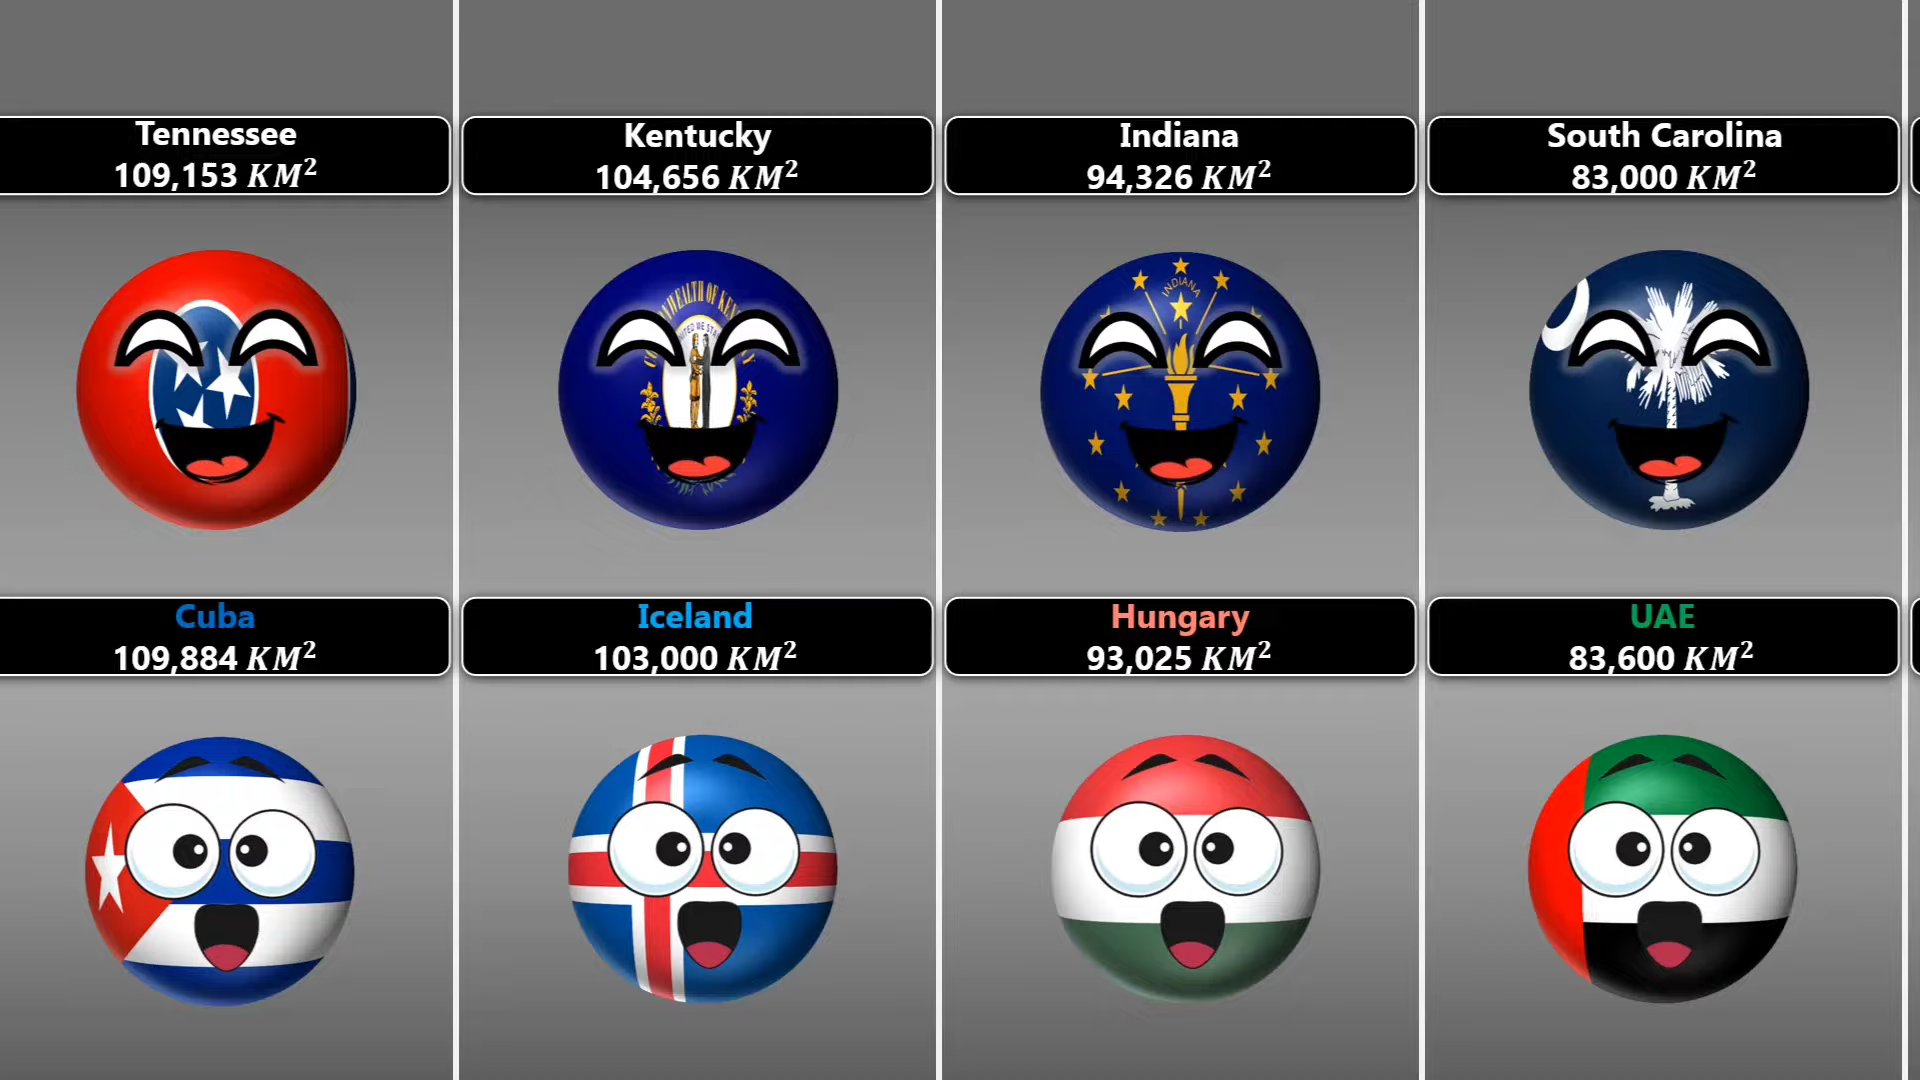 Tennessee
109,153 KM²
Kentucky
104,656 KM²
Indiana
94,326 KM²
South Carolina
83,000 KM²
INDIANA
Cuba
109,884 KM²
Iceland
103,000 KM²
Hungary
93,025 KM²
UAE
83,600 KM²